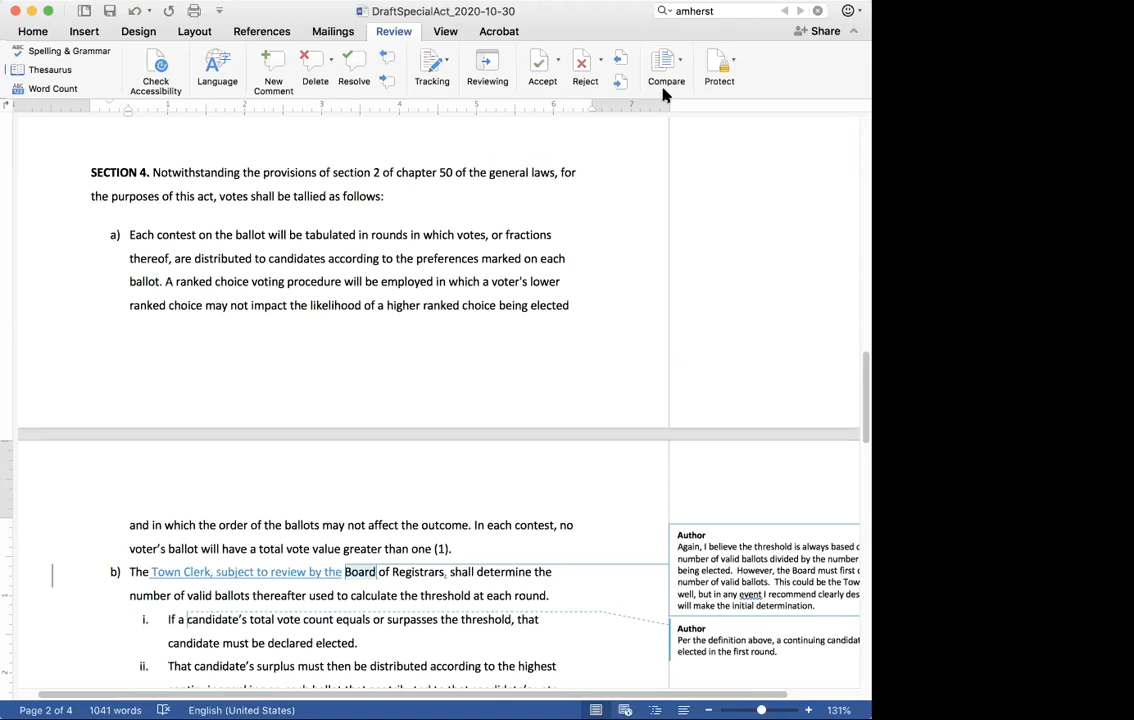 DraftSpecialAct_2020-10-30
amherst
Home Insert Design Layout References Mailings Review View Acrobat
Share
Spelling & Grammar
Thesaurus
Word Count
Check Accessibility
Language
New Comment
Delete
Resolve
Tracking
Reviewing
Accept
Reject
Compare
Protect
1 2 3 4 5 6 7
SECTION 4. Notwithstanding the provisions of section 2 of chapter 50 of the general laws, for
the purposes of this act, votes shall be tallied as follows:
a) Each contest on the ballot will be tabulated in rounds in which votes, or fractions
thereof, are distributed to candidates according to the preferences marked on each
ballot. A ranked choice voting procedure will be employed in which a voter's lower
ranked choice may not impact the likelihood of a higher ranked choice being elected
and in which the order of the ballots may not affect the outcome. In each contest, no
voter's ballot will have a total vote value greater than one (1).
b) The Town Clerk, subject to review by the Board of Registrars, shall determine the
number of valid ballots thereafter used to calculate the threshold at each round.
i. If a candidate's total vote count equals or surpasses the threshold, that
candidate must be declared elected.
ii. That candidate's surplus must then be distributed according to the highest
Author
Again, I believe the threshold is always based
number of valid ballots divided by the number
being elected. However, the Board must first
number of valid ballots. This could be the Tow
well, but in any event I recommend clearly des
will make the initial determination.
Author
Per the definition above, a continuing candidat
elected in the first round.
Page 2 of 4 1041 words English (United States) 131%